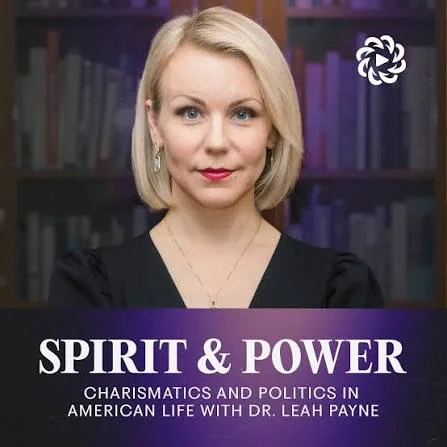 SPIRIT & POWER
CHARISMATICS AND POLITICS IN
AMERICAN LIFE WITH DR. LEAH PAYNE